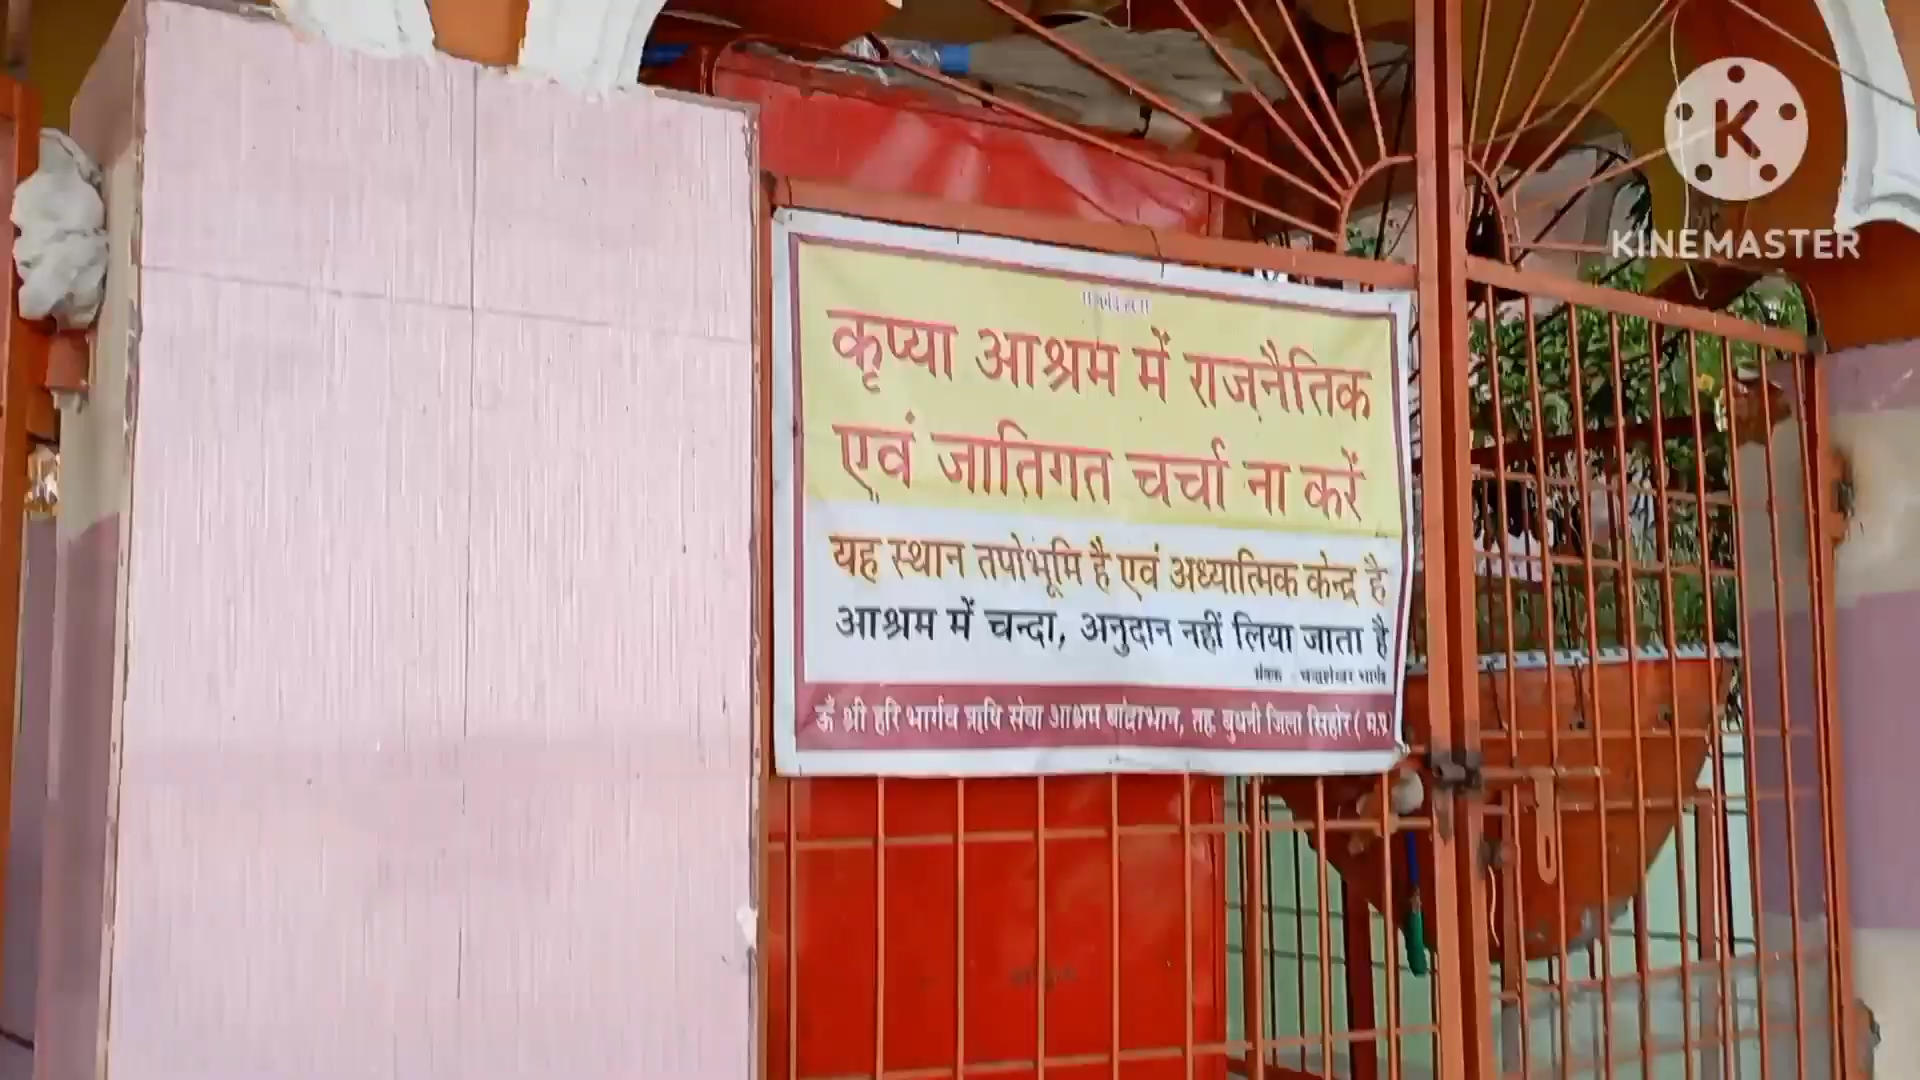 कृप्या आश्रम में राजनैतिक
एवं जातिगत चर्चा ना करें
यह स्थान तपोभूमि है एवं अध्यात्मिक केन्द्र है
आश्रम में चन्दा, अनुदान नहीं लिया जाता है
ॐ श्री हरि भार्गव ऋषि सेवा आश्रम बांद्राभान, तह. बुधनी जिला सिहोर ( म.प्र
K
KINEMASTER